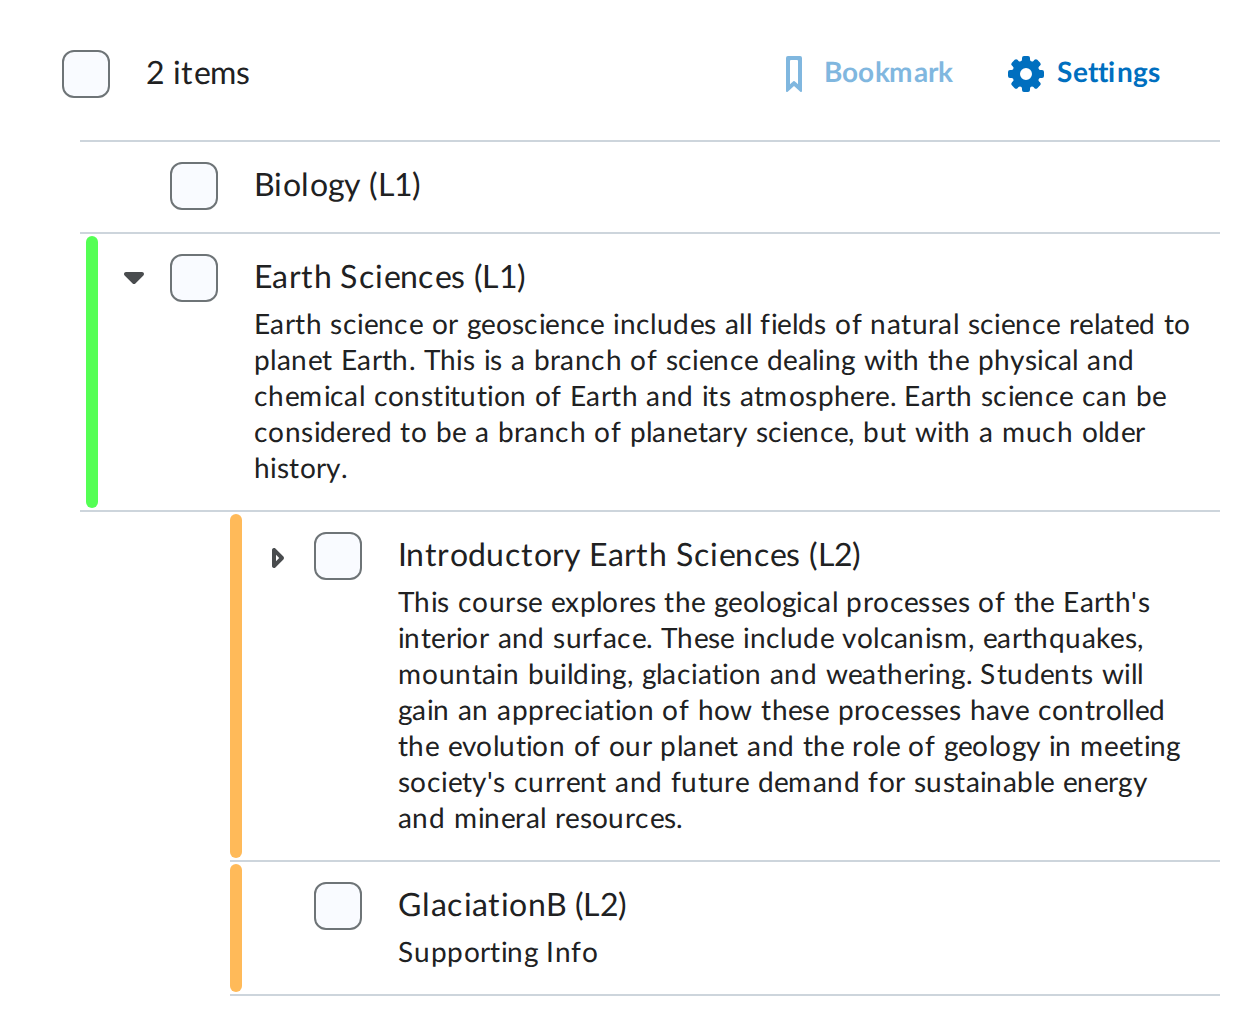 2 items
Bookmark
Settings
Biology (L1)
Earth Sciences (L1)
Earth science or geoscience includes all fields of natural science related to
planet Earth. This is a branch of science dealing with the physical and
chemical constitution of Earth and its atmosphere. Earth science can be
considered to be a branch of planetary science, but with a much older
history.
Introductory Earth Sciences (L2)
This course explores the geological processes of the Earth's
interior and surface. These include volcanism, earthquakes,
mountain building, glaciation and weathering. Students will
gain an appreciation of how these processes have controlled
the evolution of our planet and the role of geology in meeting
society's current and future demand for sustainable energy
and mineral resources.
GlaciationB (L2)
Supporting Info